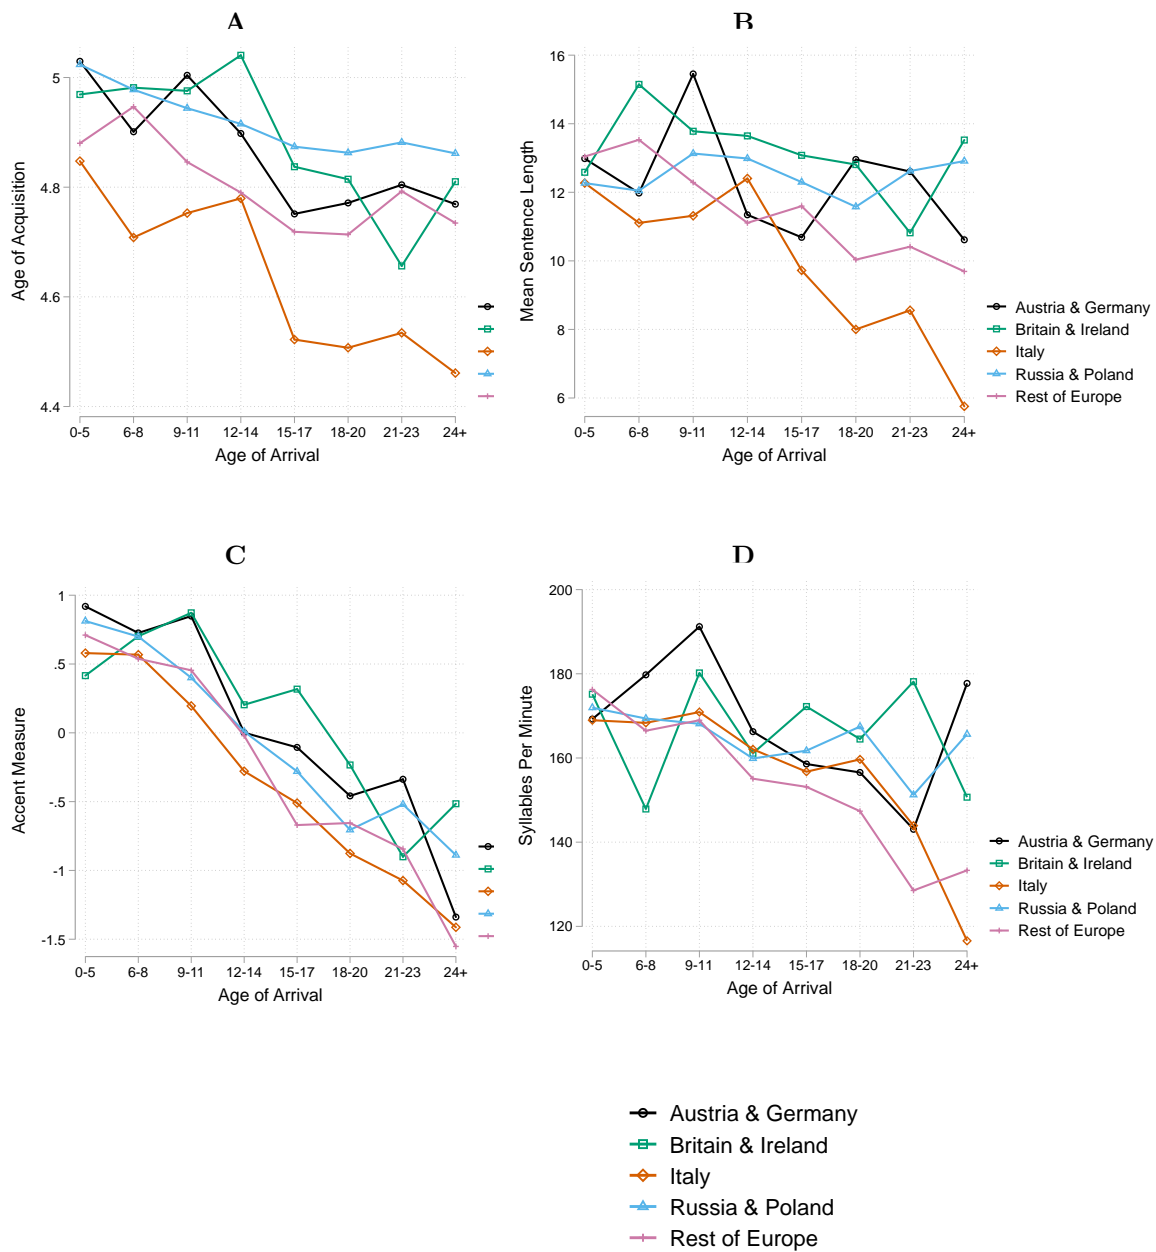 A
Age of Acquisition
5
4.8
4.6
4.4
0-5 6-8 9-11 12-14 15-17 18-20 21-23 24+
Age of Arrival
B
Mean Sentence Length
16
14
12
10
8
6
0-5 6-8 9-11 12-14 15-17 18-20 21-23 24+
Age of Arrival
Austria & Germany
Britain & Ireland
Italy
Russia & Poland
Rest of Europe
C
Accent Measure
1
.5
0
-.5
-1
-1.5
0-5 6-8 9-11 12-14 15-17 18-20 21-23 24+
Age of Arrival
D
Syllables Per Minute
200
180
160
140
120
0-5 6-8 9-11 12-14 15-17 18-20 21-23 24+
Age of Arrival
Austria & Germany
Britain & Ireland
Italy
Russia & Poland
Rest of Europe
Austria & Germany
Britain & Ireland
Italy
Russia & Poland
Rest of Europe